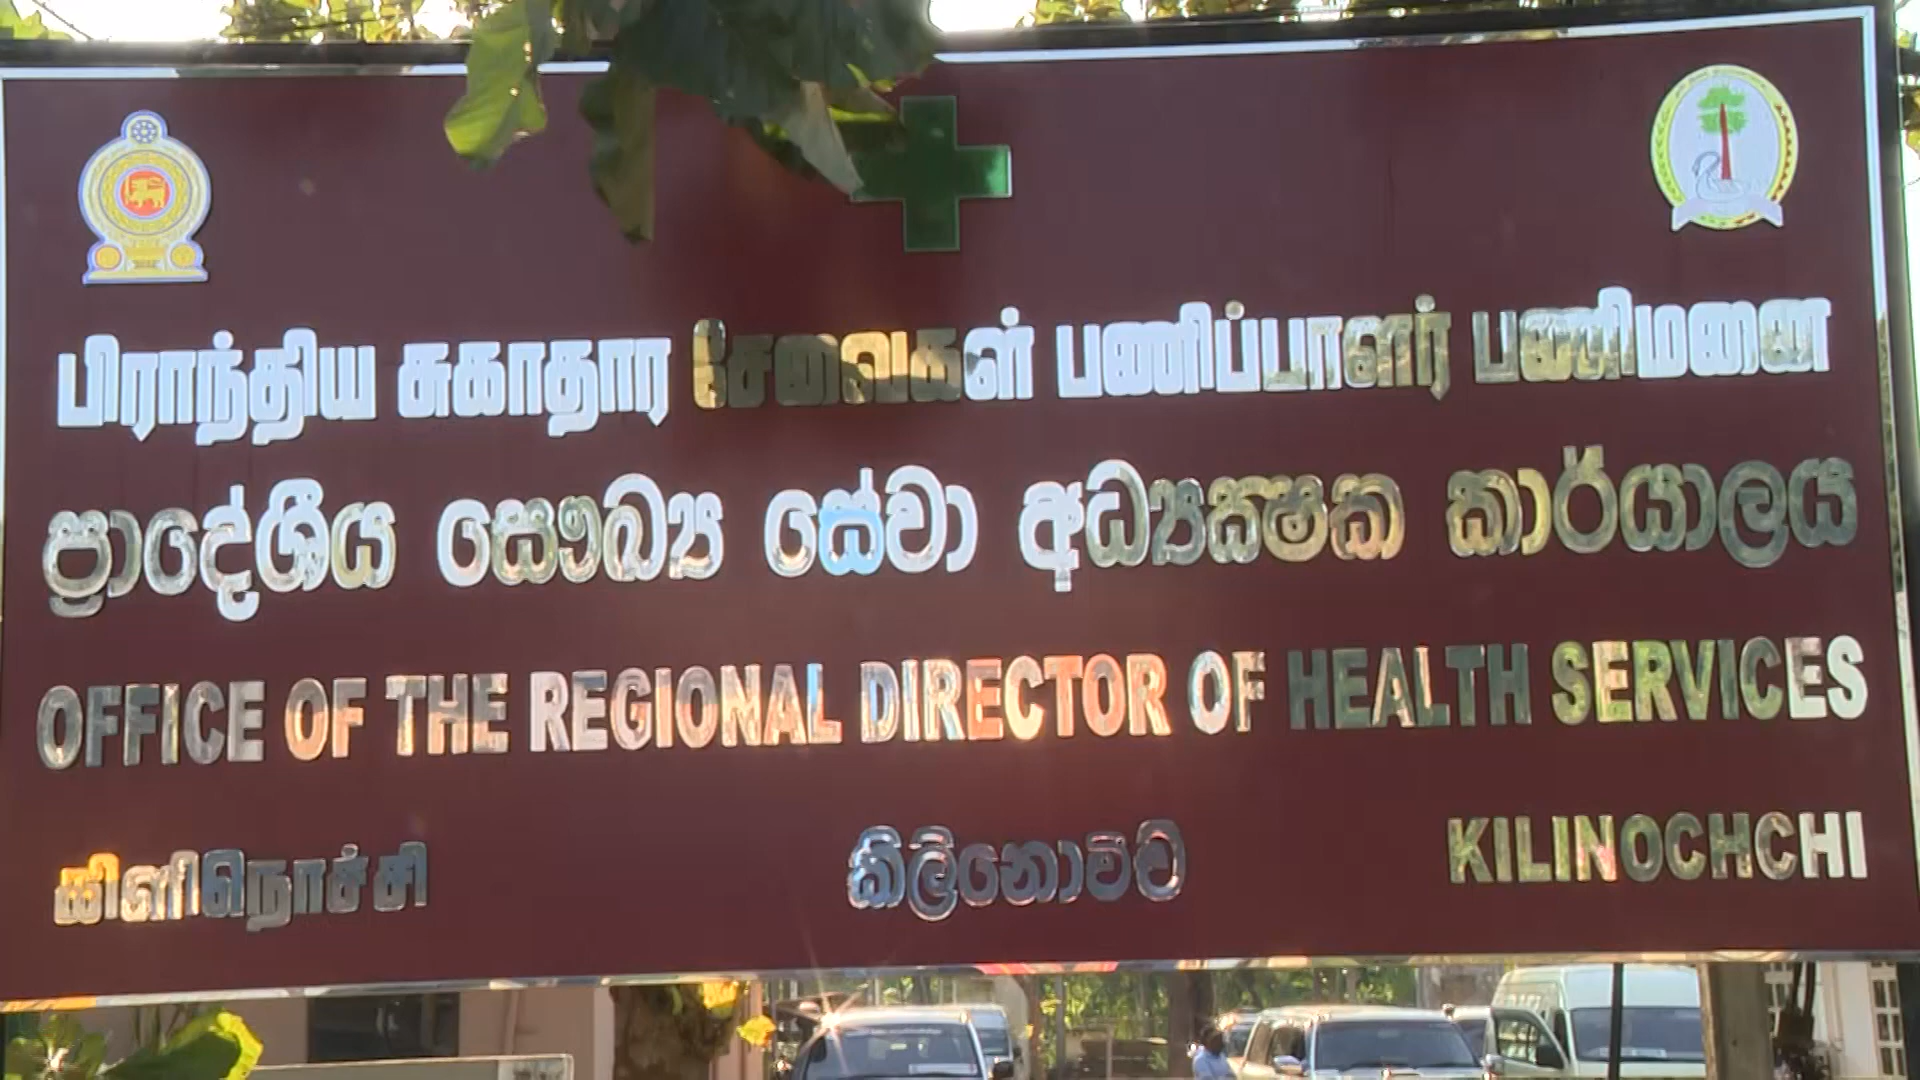 பிராந்திய சுகாதார சேவைகள் பணிப்பாளர் பணிமனை
ප්‍රාදේශීය සෞඛ්‍ය සේවා අධ්‍යක්ෂක කාර්යාලය
OFFICE OF THE REGIONAL DIRECTOR OF HEALTH SERVICES
கிளிநொச்சி කිලිනොච්චි KILINOCHCHI